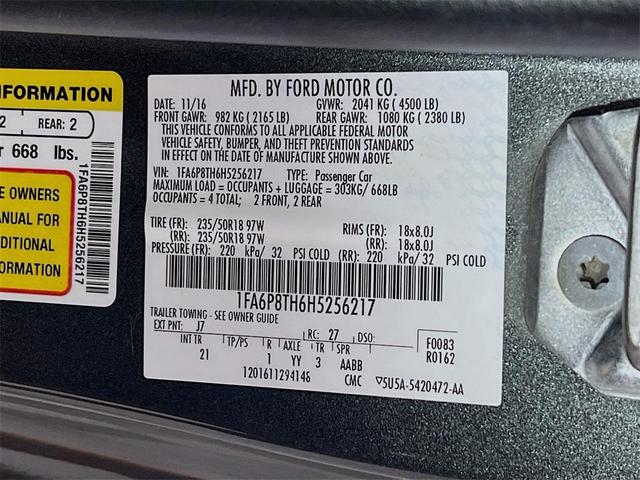 INFORMATION
2
REAR: 2
r 668 lbs.
E OWNERS
ANUAL FOR
DITIONAL
ORMATION
1FA6P8TH6H5256217
MFD. BY FORD MOTOR CO.
11/16 GVWR: 2041 KG ( 4500 LB)
FRONT GAWR: 982 KG ( 2165 LB) REAR GAWR: 1080 KG ( 2380 LB)
THIS VEHICLE CONFORMS TO ALL APPLICABLE FEDERAL MOTOR
VEHICLE SAFETY, BUMPER, AND THEFT PREVENTION STANDARDS
IN EFFECT ON THE DATE OF MANUFACTURE SHOWN ABOVE.
VIN: 1FA6P8TH6H5256217 TYPE: Passenger Car
MAXIMUM LOAD = OCCUPANTS + LUGGAGE = 303KG/ 668LB
OCCUPANTS = 4 TOTAL; 2 FRONT, 2 REAR
TIRE (FR): 235/50R18 97W RIMS (FR): 18x8.0J
(RR): 235/50R18 97W (RR): 18x8.0J
PRESSURE (FR): 220 kPa/ 32 PSI COLD (RR): 220 kPa/ 32 PSI COLD
1FA6P8TH6H5256217
TRAILER TOWING - SEE OWNER GUIDE
EXT PNT: J7 RC: 27 DSO: F0083
INT TR TP/PS R AXLE TR SPR R0162
21 1 YY 3 AABB
1201611294146 CMC 5U5A-5420472-AA